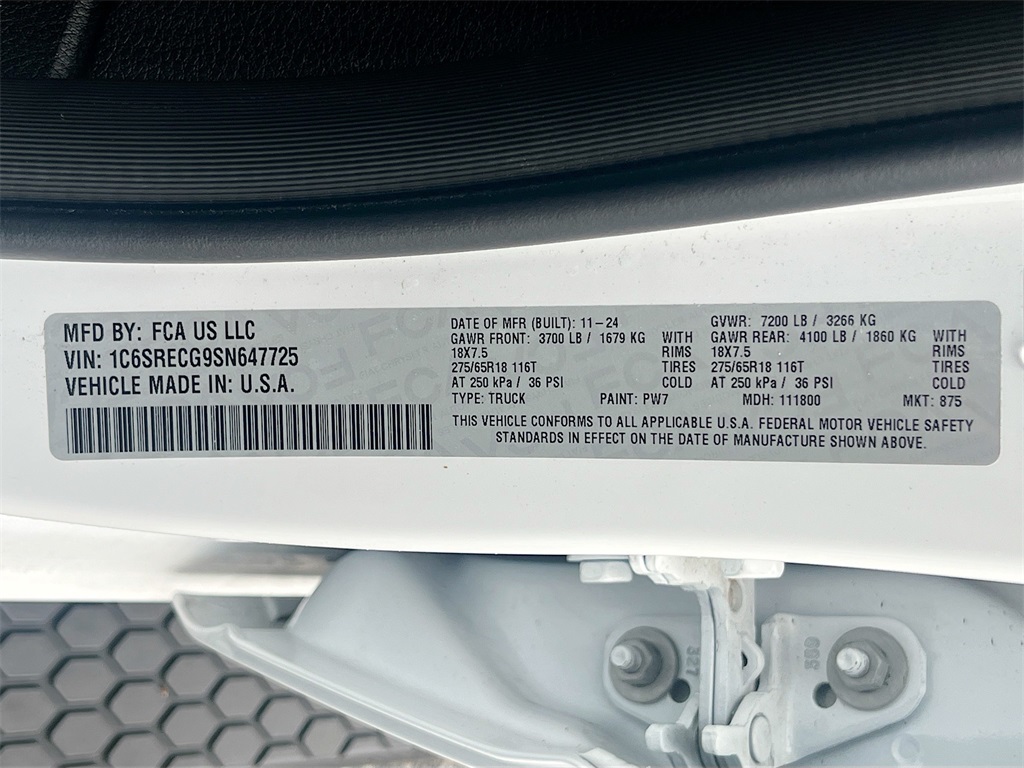 MFD BY: FCA US LLC
VIN: 1C6SRECG9SN647725
VEHICLE MADE IN: U.S.A.
DATE OF MFR (BUILT): 11-24
GAWR FRONT: 3700 LB / 1679 KG WITH
18X7.5 RIMS
275/65R18 116T TIRES
AT 250 kPa / 36 PSI COLD
TYPE: TRUCK PAINT: PW7
GVWR: 7200 LB / 3266 KG
GAWR REAR: 4100 LB / 1860 KG WITH
18X7.5 RIMS
275/65R18 116T TIRES
AT 250 kPa / 36 PSI COLD
MDH: 111800 MKT: 875
THIS VEHICLE CONFORMS TO ALL APPLICABLE U.S.A. FEDERAL MOTOR VEHICLE SAFETY
STANDARDS IN EFFECT ON THE DATE OF MANUFACTURE SHOWN ABOVE.
327